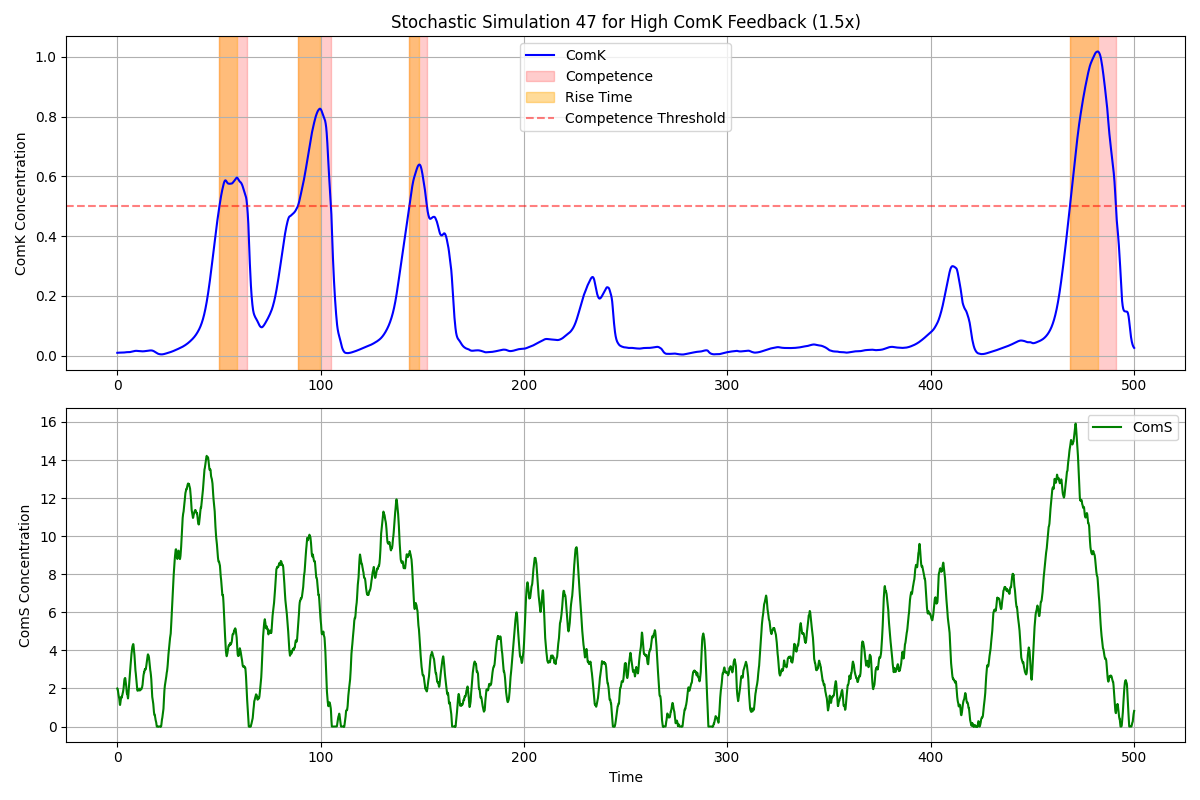 Stochastic Simulation 47 for High ComK Feedback (1.5x)
ComK Concentration
1.0
0.8
0.6
0.4
0.2
0.0
ComK
Competence
Rise Time
Competence Threshold
0 100 200 300 400 500
ComS Concentration
16
14
12
10
8
6
4
2
0
ComS
0 100 200 300 400 500
Time